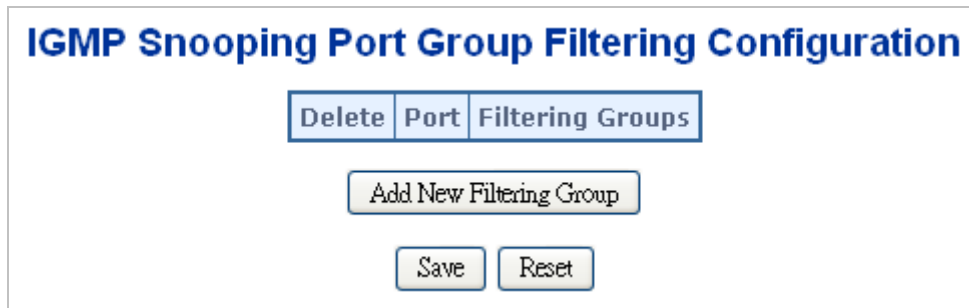 IGMP Snooping Port Group Filtering Configuration
Delete Port Filtering Groups
Add New Filtering Group
Save Reset